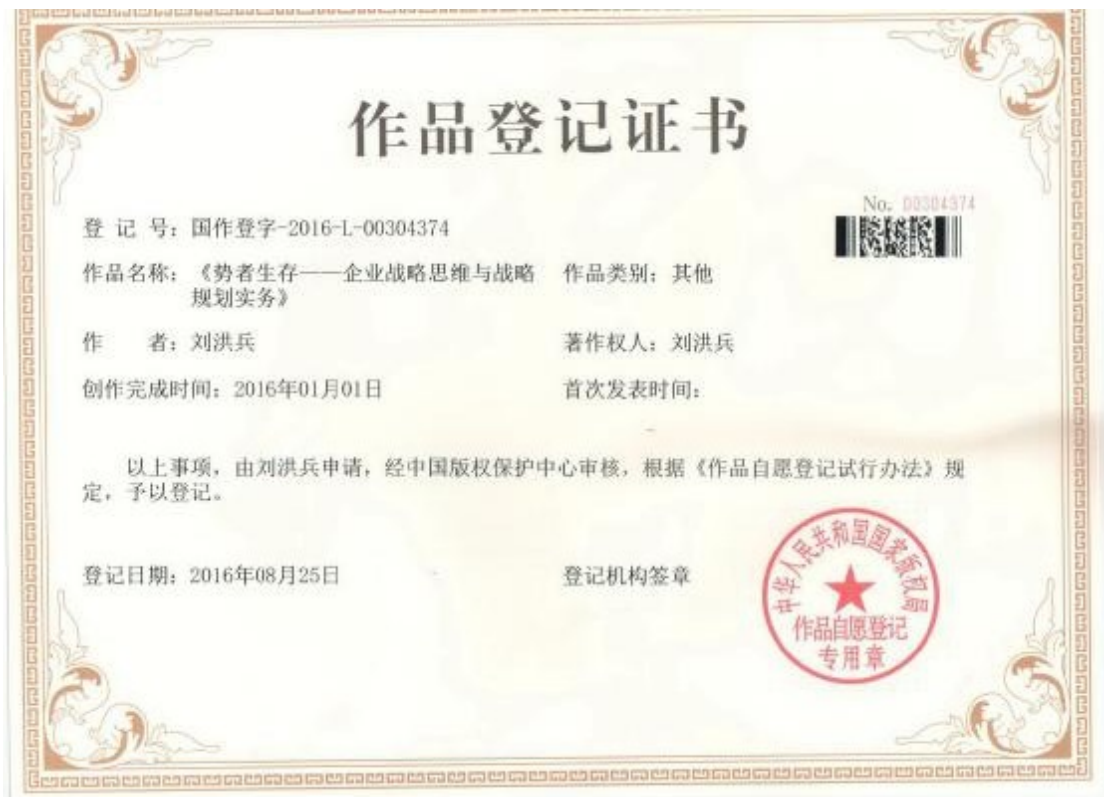 作品登记证书
No. 00304374
登 记 号：国作登字-2016-L-00304374
作品名称：《势者生存——企业战略思维与战略规划实务》 作品类别：其他
作 者：刘洪兵 著作权人：刘洪兵
创作完成时间：2016年01月01日 首次发表时间：
以上事项，由刘洪兵申请，经中国版权保护中心审核，根据《作品自愿登记试行办法》规
定，予以登记。
登记日期：2016年08月25日 登记机构签章
中华人民共和国国家版权局
作品自愿登记
专用章